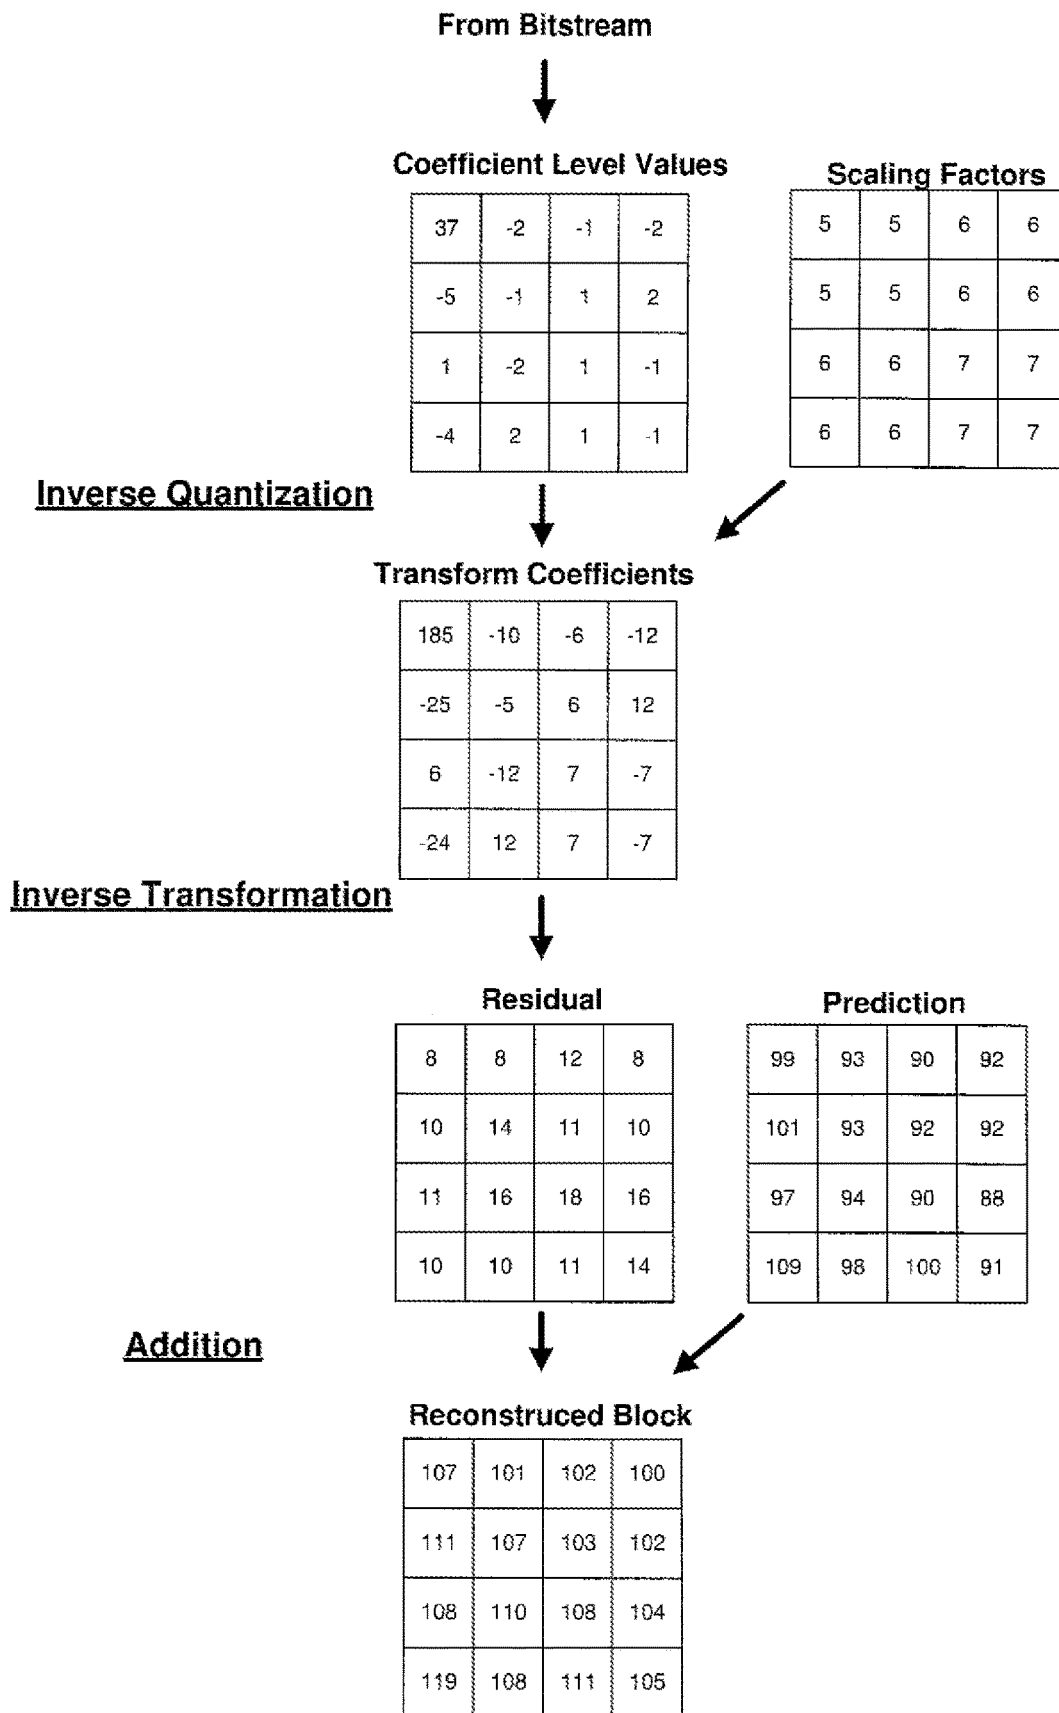 From Bitstream
Coefficient Level Values
Scaling Factors
37 -2 -1 -2
-5 -1 1 2
1 -2 1 -1
-4 2 1 -1
5 5 6 6
5 5 6 6
6 6 7 7
6 6 7 7
Inverse Quantization
Transform Coefficients
185 -10 -6 -12
-25 -5 6 12
6 -12 7 -7
-24 12 7 -7
Inverse Transformation
Residual
Prediction
8 8 12 8
10 14 11 10
11 16 18 16
10 10 11 14
99 93 90 92
101 93 92 92
97 94 90 88
109 98 100 91
Addition
Reconstruced Block
107 101 102 100
111 107 103 102
108 110 108 104
119 108 111 105